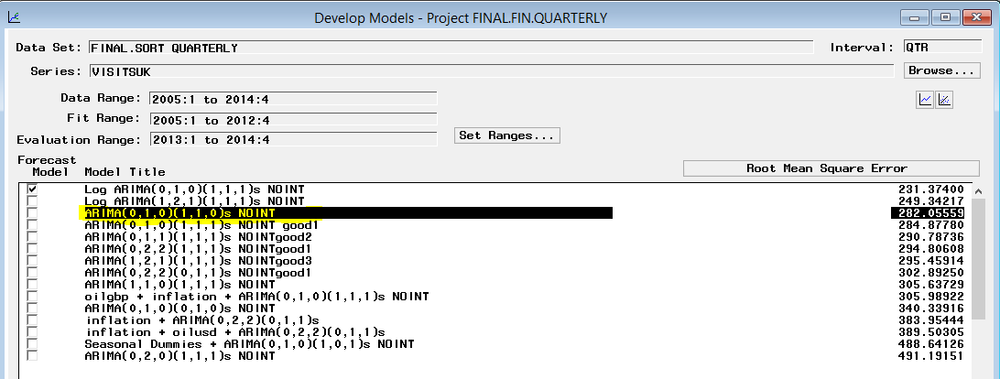 Develop Models - Project FINAL.FIN.QUARTERLY
Data Set: FINAL.SORT_QUARTERLY Interval: QTR
Series: VISITSUK Browse...
Data Range: 2005:1 to 2014:4
Fit Range: 2005:1 to 2012:4
Evaluation Range: 2013:1 to 2014:4 Set Ranges...
Forecast
Model Model Title Root Mean Square Error
Log ARIMA(0,1,0)(1,1,1)s NOINT 231.37400
Log ARIMA(1,2,1)(1,1,1)s NOINT 249.34217
ARIMA(0,1,0)(1,1,0)s NOINT 282.05559
ARIMA(0,1,0)(1,1,1)s NOINT good1 284.87780
ARIMA(0,1,1)(1,1,1)s NOINTgood2 290.78736
ARIMA(0,2,2)(1,1,1)s NOINTgood1 294.80608
ARIMA(1,2,1)(1,1,1)s NOINTgood3 295.45914
ARIMA(0,2,2)(0,1,1)s NOINTgood1 302.89250
ARIMA(1,1,0)(1,1,1)s NOINT 305.63729
oilgbp + inflation + ARIMA(0,1,0)(1,1,1)s NOINT 305.98922
ARIMA(0,1,0)(0,1,0)s NOINT 340.33916
inflation + ARIMA(0,2,2)(0,1,1)s 383.95444
inflation + oilusd + ARIMA(0,2,2)(0,1,1)s 389.50305
Seasonal Dummies + ARIMA(0,1,0)(1,0,1)s NOINT 488.64126
ARIMA(0,2,0)(1,1,1)s NOINT 491.19151